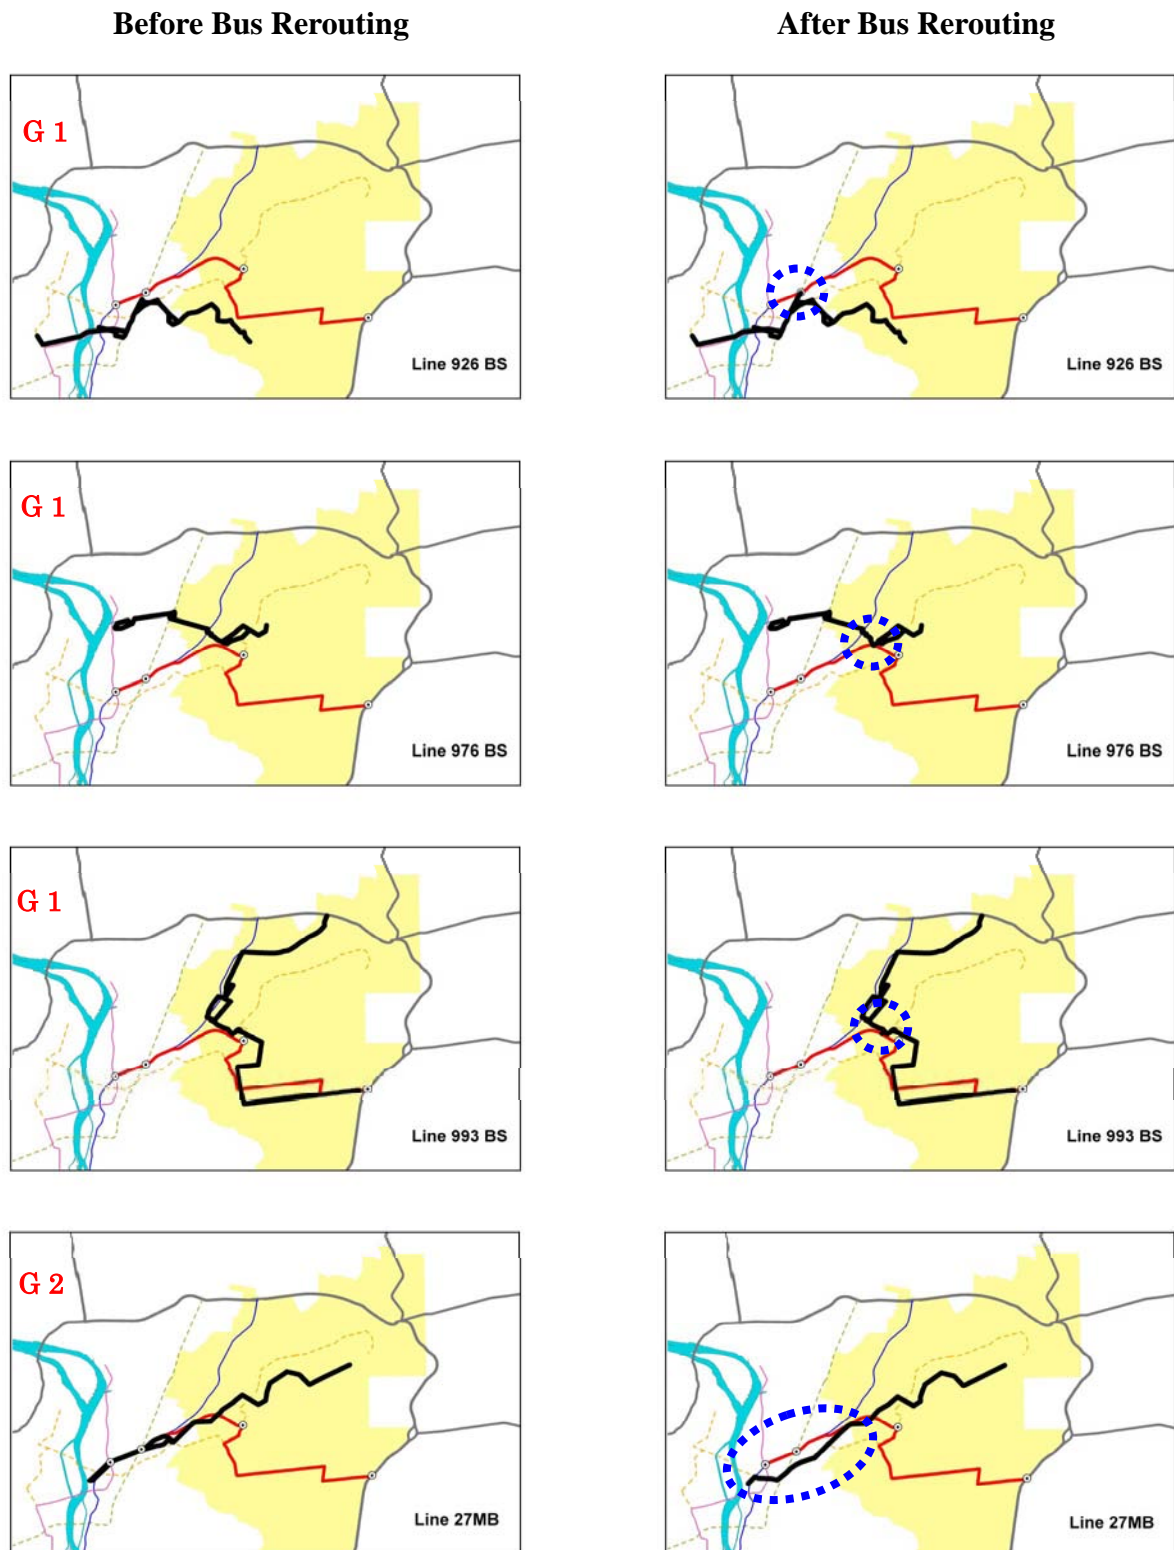 Before Bus Rerouting
After Bus Rerouting
G 1
Line 926 BS
Line 926 BS
G 1
Line 976 BS
Line 976 BS
G 1
Line 993 BS
Line 993 BS
G 2
Line 27MB
Line 27MB